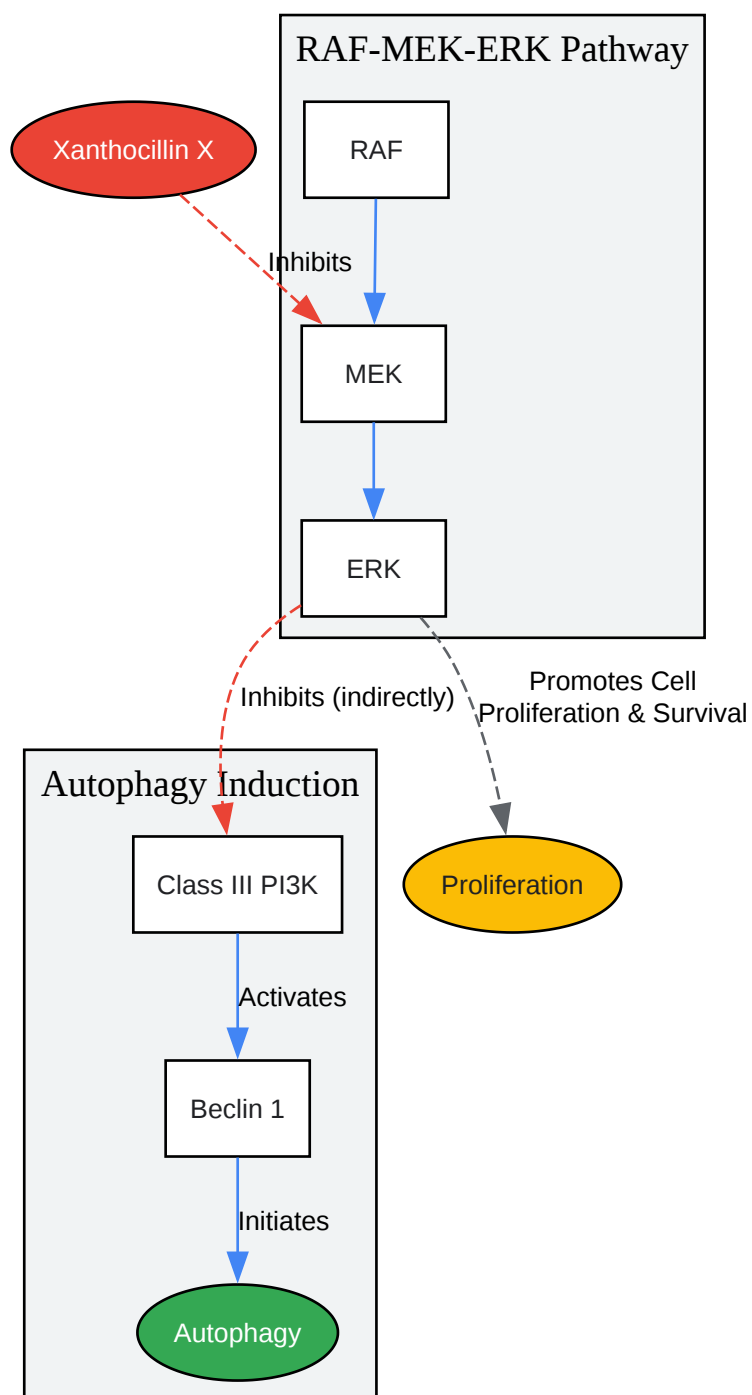 RAF-MEK-ERK Pathway
Xanthocillin X
RAF
Inhibits
MEK
ERK
Inhibits (indirectly)
Promotes Cell
Proliferation & Survival
Autophagy Induction
Class III PI3K
Proliferation
Activates
Beclin 1
Initiates
Autophagy